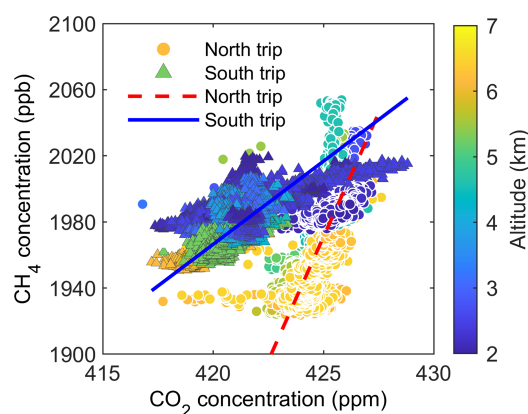 2100
2060
2020
1980
1940
1900
CH4 concentration (ppb)
North trip
South trip
North trip
South trip
415
420
425
430
CO2 concentration (ppm)
7
6
5
4
3
2
Altitude (km)